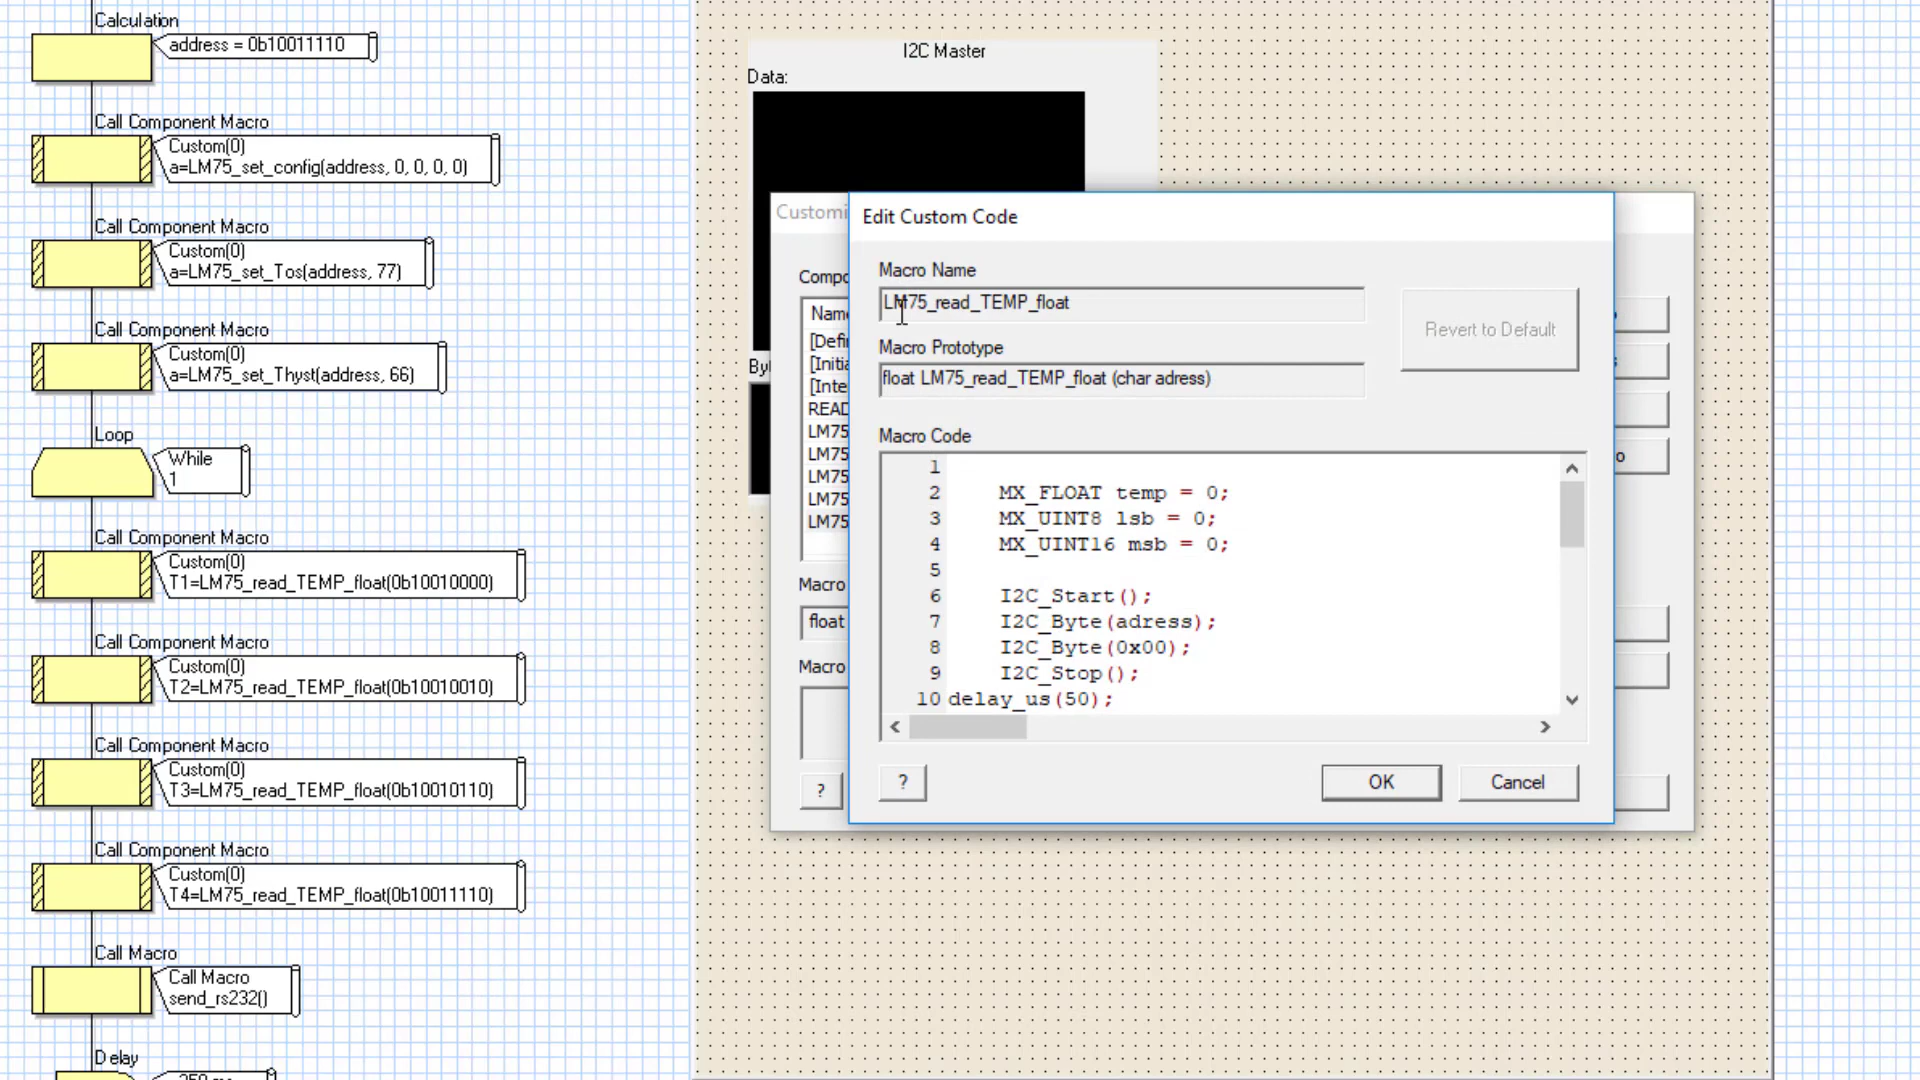 Calculation
address = 0b10011110
Call Component Macro
Custom(0)
a=LM75_set_config(address, 0, 0, 0, 0)
Call Component Macro
Custom(0)
a=LM75_set_Tos(address, 77)
Call Component Macro
Custom(0)
a=LM75_set_Thyst(address, 66)
Loop
While
1
Call Component Macro
Custom(0)
T1=LM75_read_TEMP_float(0b10010000)
Call Component Macro
Custom(0)
T2=LM75_read_TEMP_float(0b10010010)
Call Component Macro
Custom(0)
T3=LM75_read_TEMP_float(0b10010110)
Call Component Macro
Custom(0)
T4=LM75_read_TEMP_float(0b10011110)
Call Macro
Call Macro
send_rs232()
Delay
I2C Master
Data:
Customi
Compo
Name
[Defi
[Initia
[Inte
READ
LM75
LM75
LM75
LM75
LM75
Macro
float
Macro
?
Edit Custom Code
Macro Name
LM75_read_TEMP_float
Revert to Default
Macro Prototype
float LM75_read_TEMP_float (char adress)
Macro Code
1
2 MX_FLOAT temp = 0;
3 MX_UINT8 lsb = 0;
4 MX_UINT16 msb = 0;
5
6 I2C_Start();
7 I2C_Byte(adress);
8 I2C_Byte(0x00);
9 I2C_Stop();
10 delay_us(50);
?
OK
Cancel